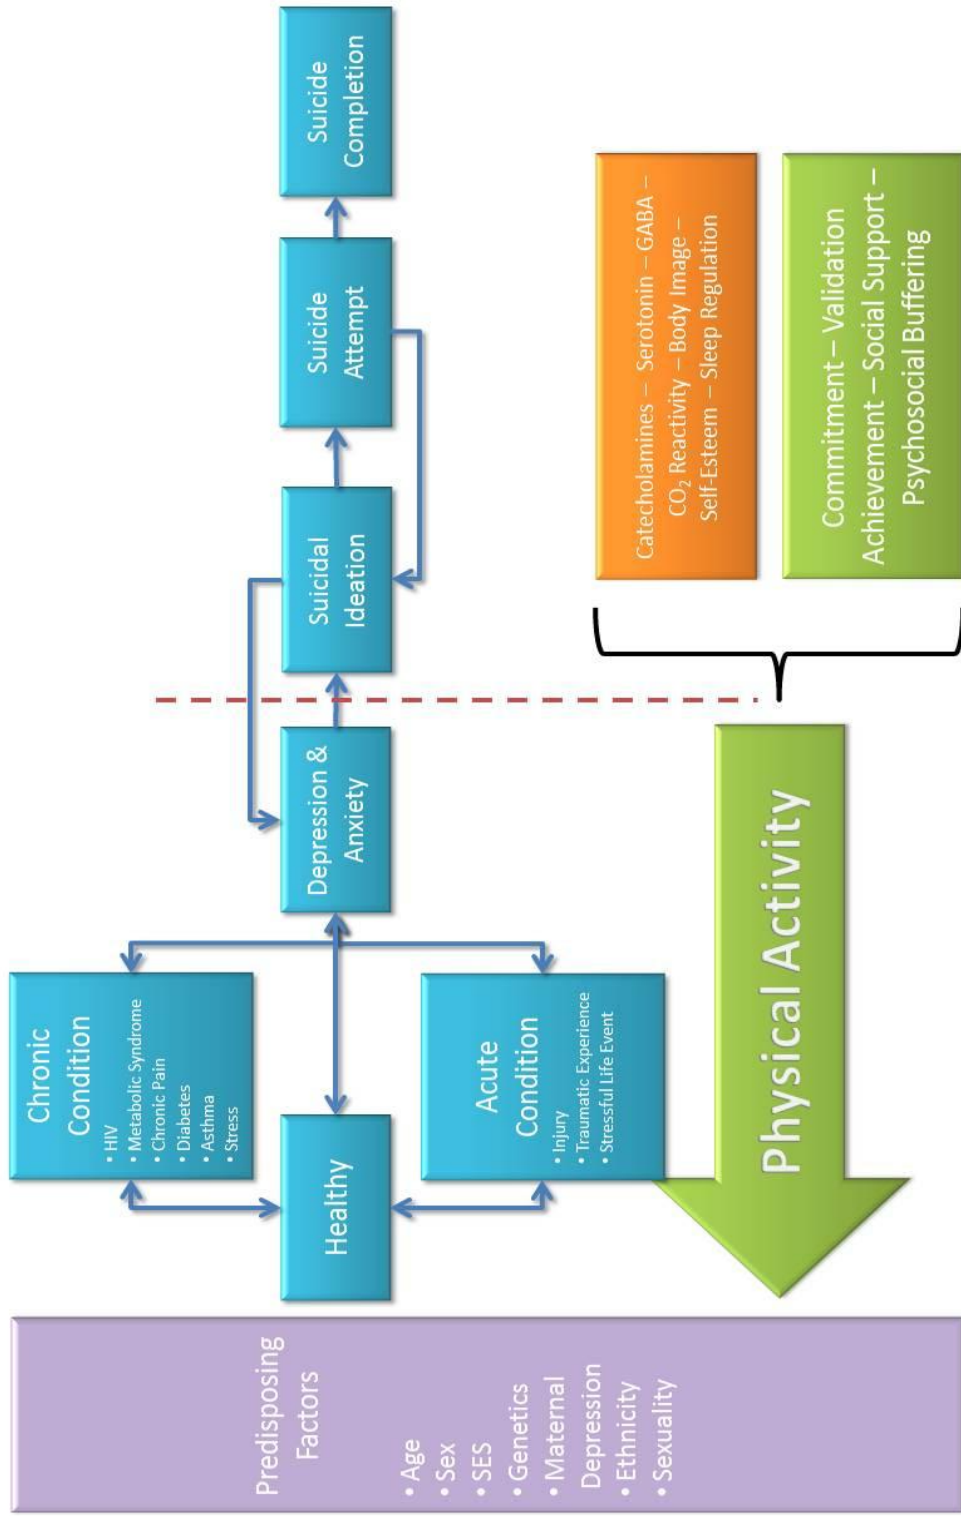 Predisposing
Factors
• Age
• Sex
• SES
• Genetics
• Maternal
Depression
• Ethnicity
• Sexuality
Chronic
Condition
• HIV
• Metabolic Syndrome
• Chronic Pain
• Diabetes
• Asthma
• Stress
Healthy
Acute
Condition
• Injury
• Traumatic Experience
• Stressful Life Event
Depression &
Anxiety
Suicidal
Ideation
Suicide
Attempt
Suicide
Completion
Physical Activity
Catecholamines – Serotonin – GABA –
CO₂ Reactivity – Body Image –
Self-Esteem – Sleep Regulation
Commitment – Validation
Achievement – Social Support –
Psychosocial Buffering